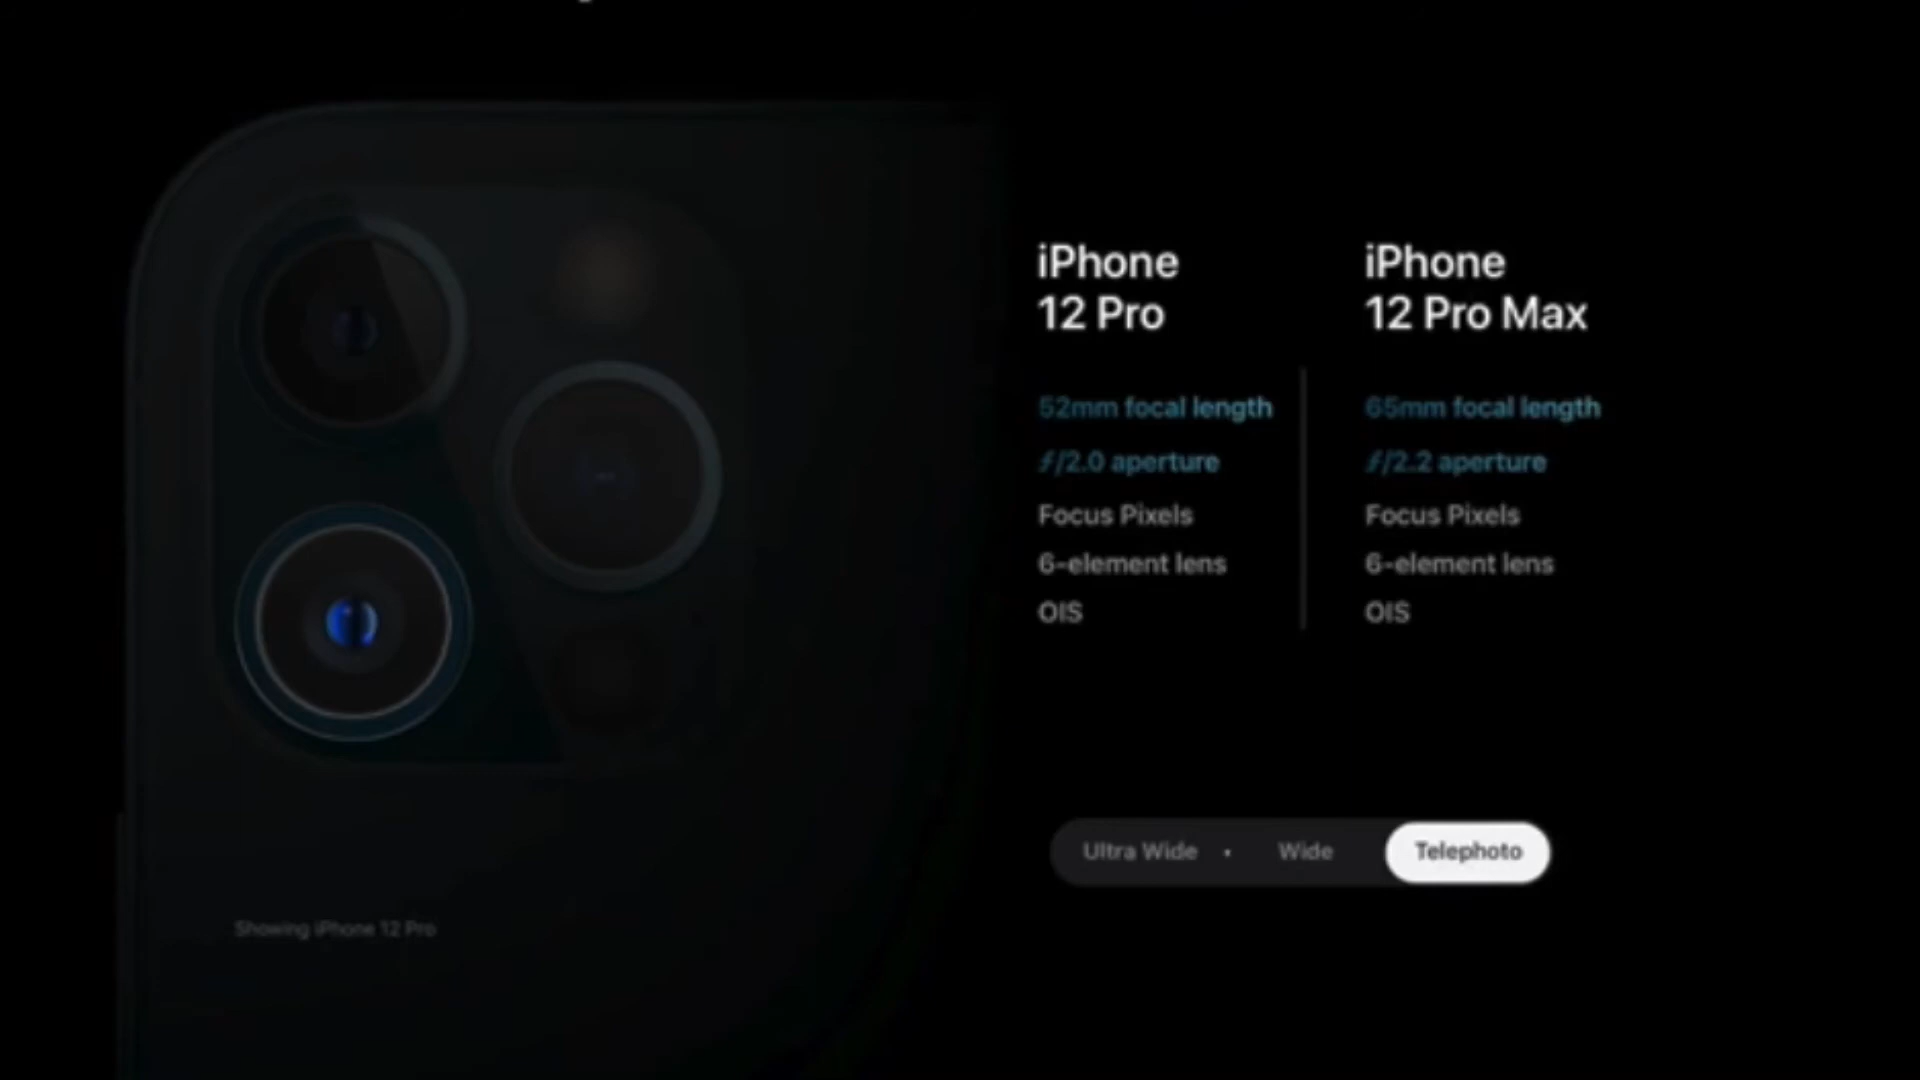 iPhone
12 Pro
52mm focal length
ƒ/2.0 aperture
Focus Pixels
6-element lens
OIS
iPhone
12 Pro Max
65mm focal length
ƒ/2.2 aperture
Focus Pixels
6-element lens
OIS
Ultra Wide • Wide Telephoto
Showing iPhone 12 Pro